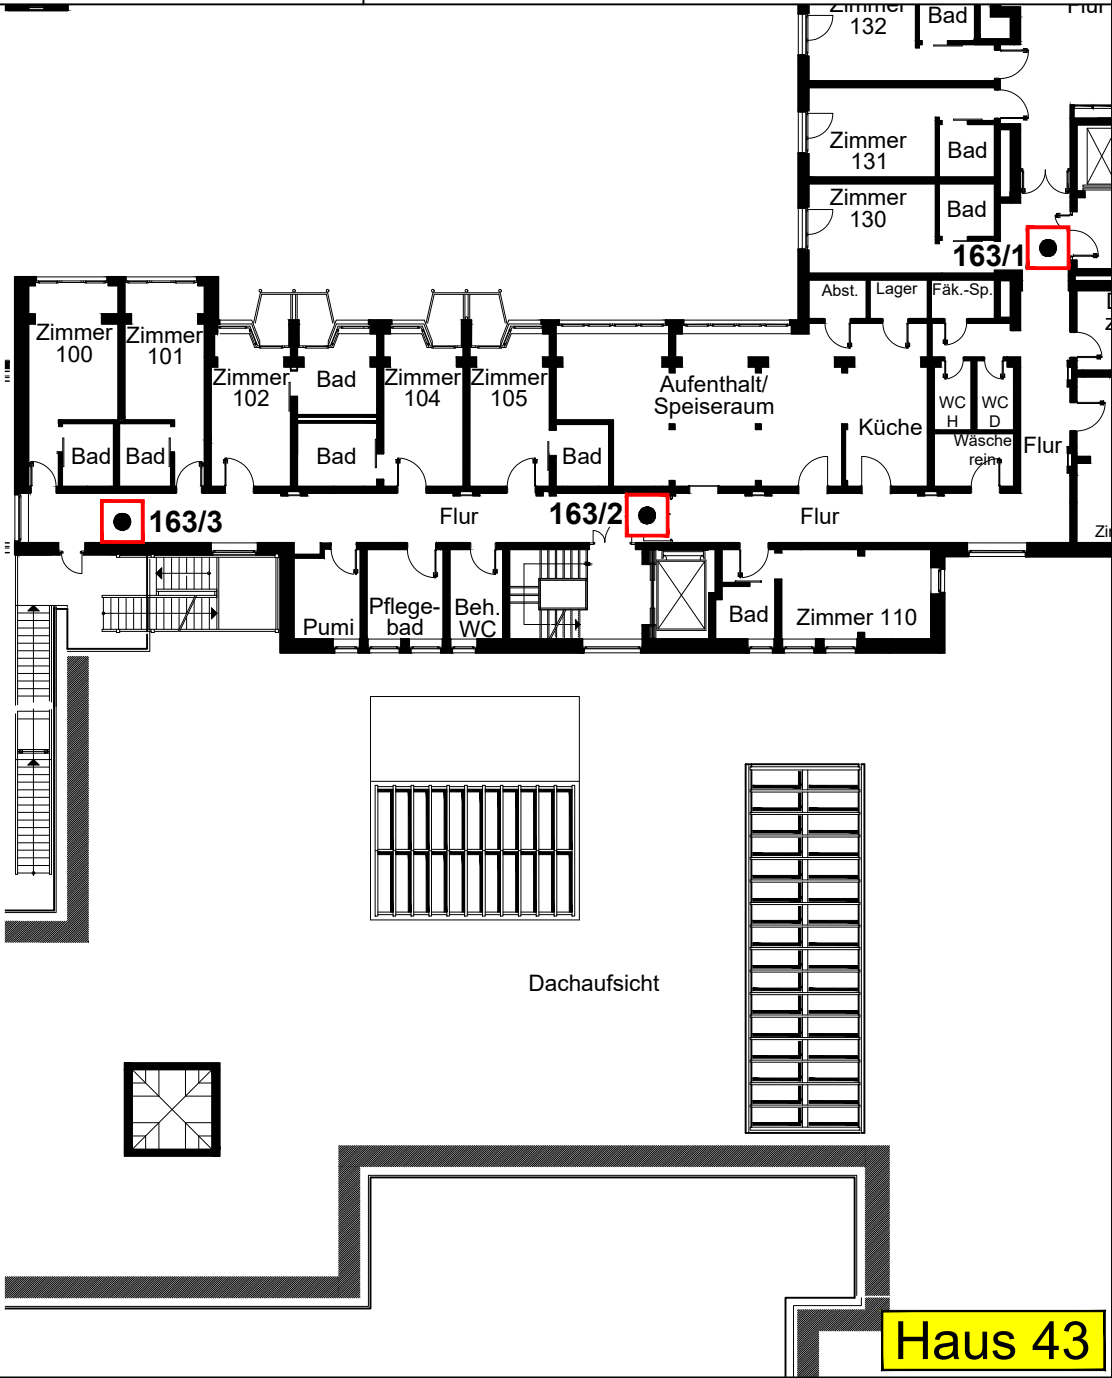 Zimmer
132
Bad
Flur
Zimmer
131
Bad
Zimmer
130
Bad
163/1
Abst.
Lager
Fäk.-Sp.
Zimmer
100
Zimmer
101
Zimmer
102
Bad
Zimmer
104
Zimmer
105
Aufenthalt/
Speiseraum
Küche
WC
H
WC
D
Wäsche
rein
Flur
Bad
Bad
Bad
Bad
163/3
Flur
163/2
Flur
Pumi
Pflege-
bad
Beh.
WC
Bad
Zimmer 110
Dachaufsicht
Haus 43